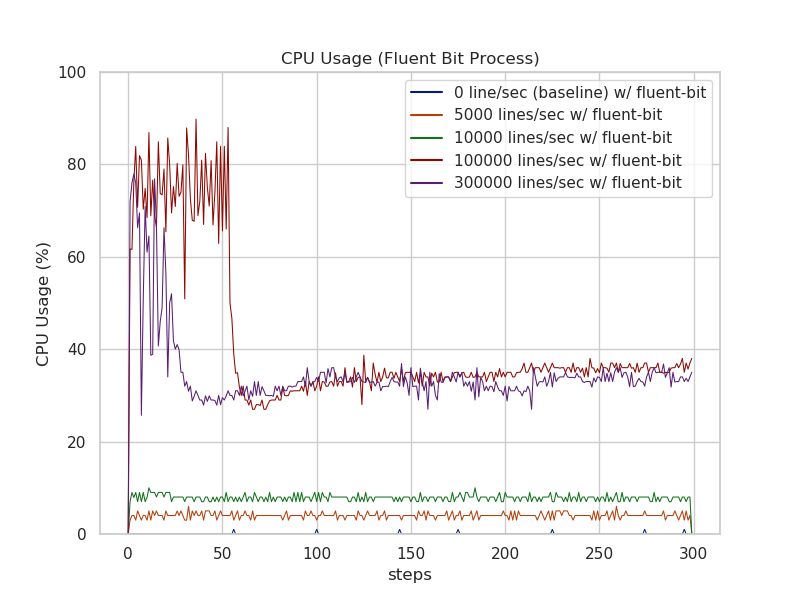 CPU Usage (Fluent Bit Process)
100
80
60
40
20
0
CPU Usage (%)
0 line/sec (baseline) w/ fluent-bit
5000 lines/sec w/ fluent-bit
10000 lines/sec w/ fluent-bit
100000 lines/sec w/ fluent-bit
300000 lines/sec w/ fluent-bit
0 50 100 150 200 250 300
steps